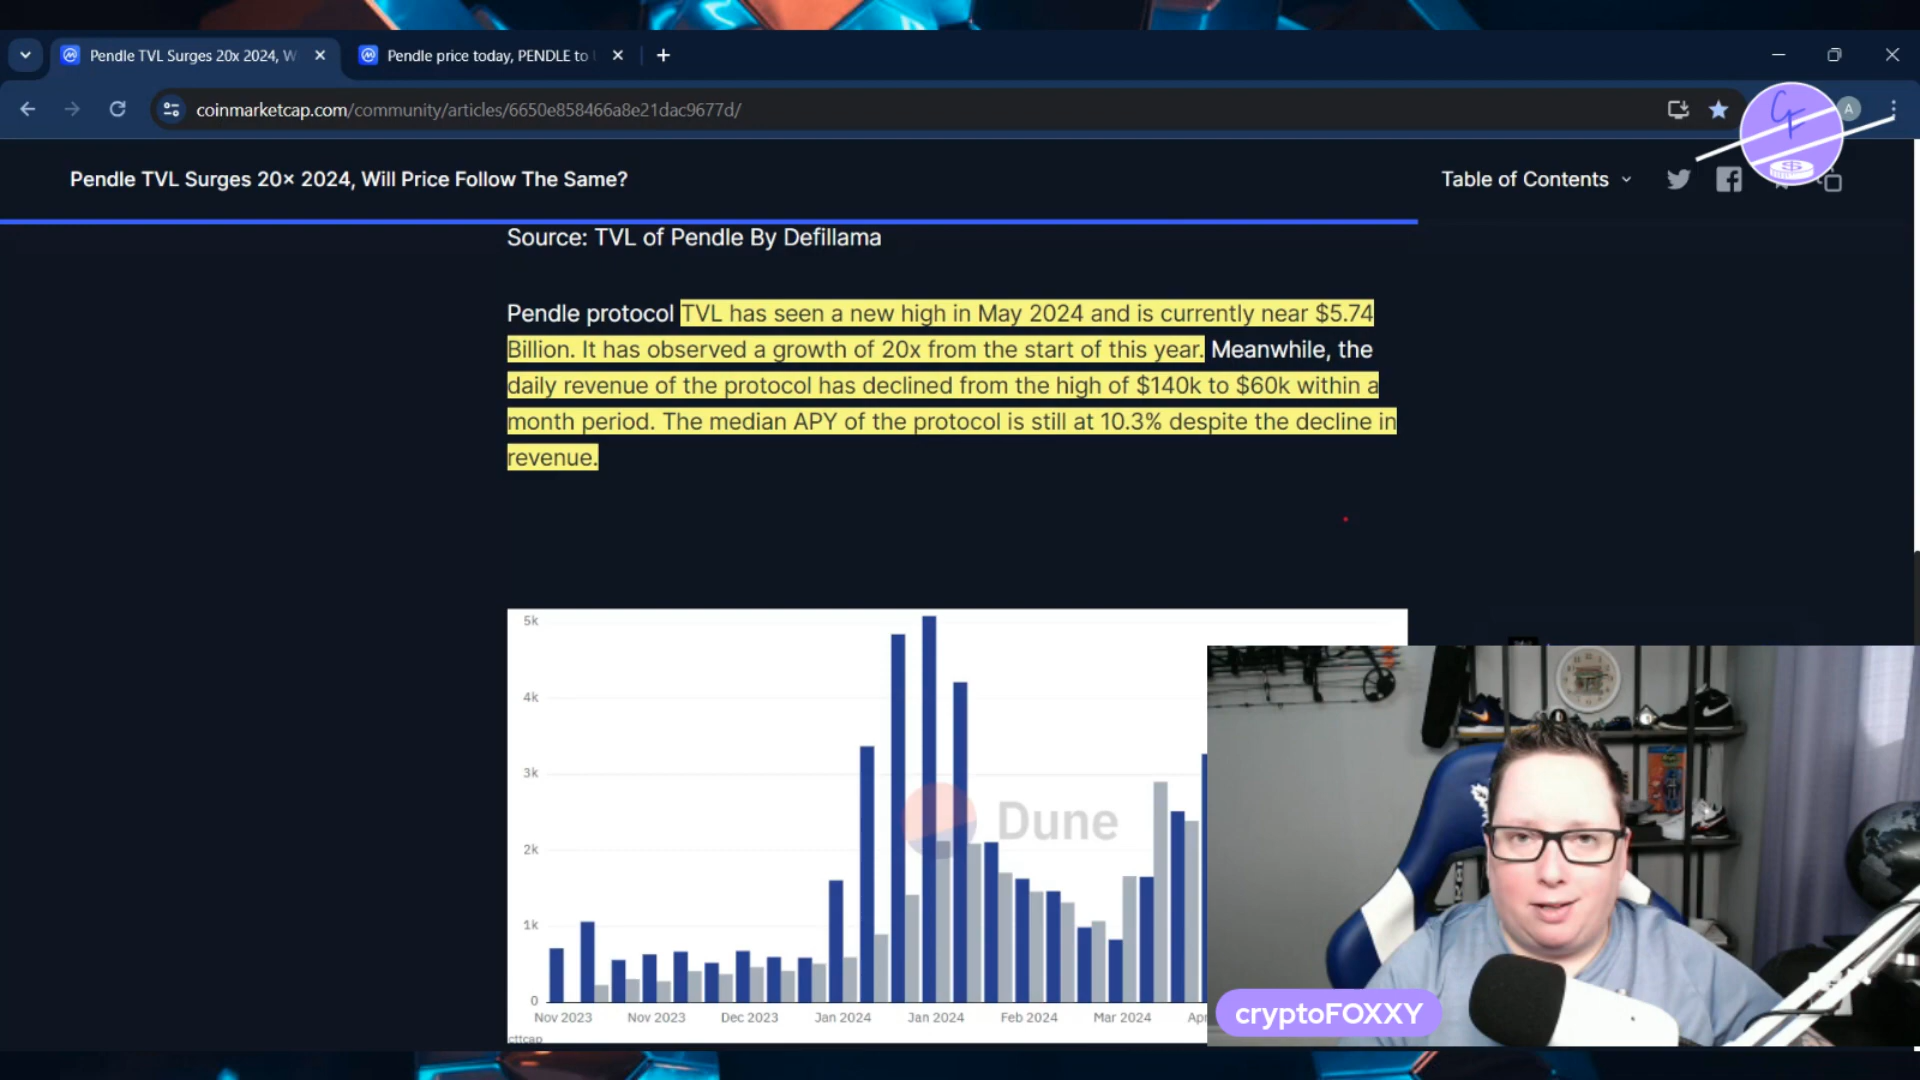 Pendle TVL Surges 20x 2024, W
Pendle price today, PENDLE to
coinmarketcap.com/community/articles/6650e858466a8e21dac9677d/
A
CF
Pendle TVL Surges 20× 2024, Will Price Follow The Same?
Table of Contents
Source: TVL of Pendle By Defillama
Pendle protocol TVL has seen a new high in May 2024 and is currently near $5.74
Billion. It has observed a growth of 20x from the start of this year. Meanwhile, the
daily revenue of the protocol has declined from the high of $140k to $60k within a
month period. The median APY of the protocol is still at 10.3% despite the decline in
revenue.
5k
4k
3k
2k
1k
0
Dune
Nov 2023
Nov 2023
Dec 2023
Jan 2024
Jan 2024
Feb 2024
Mar 2024
Apr
cttcap
cryptoFOXXY